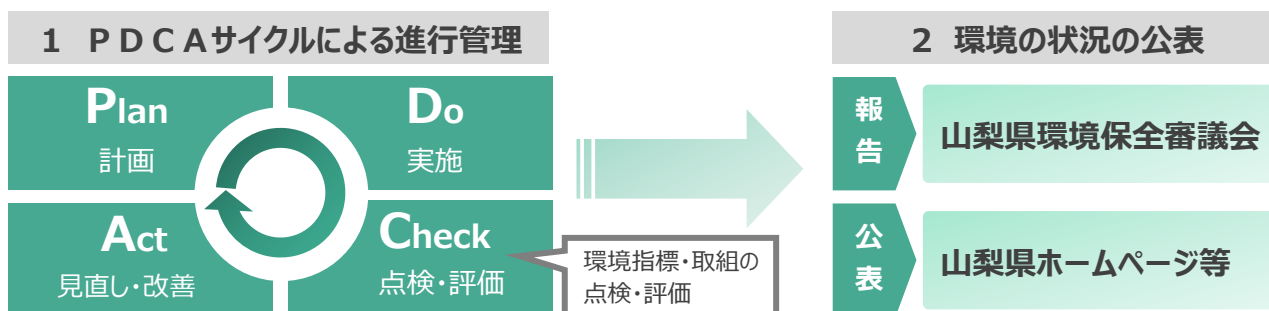 1 PDCAサイクルによる進行管理
Plan
計画
Do
実施
Act
見直し・改善
Check
点検・評価
環境指標・取組の
点検・評価
2 環境の状況の公表
報告
山梨県環境保全審議会
公表
山梨県ホームページ等